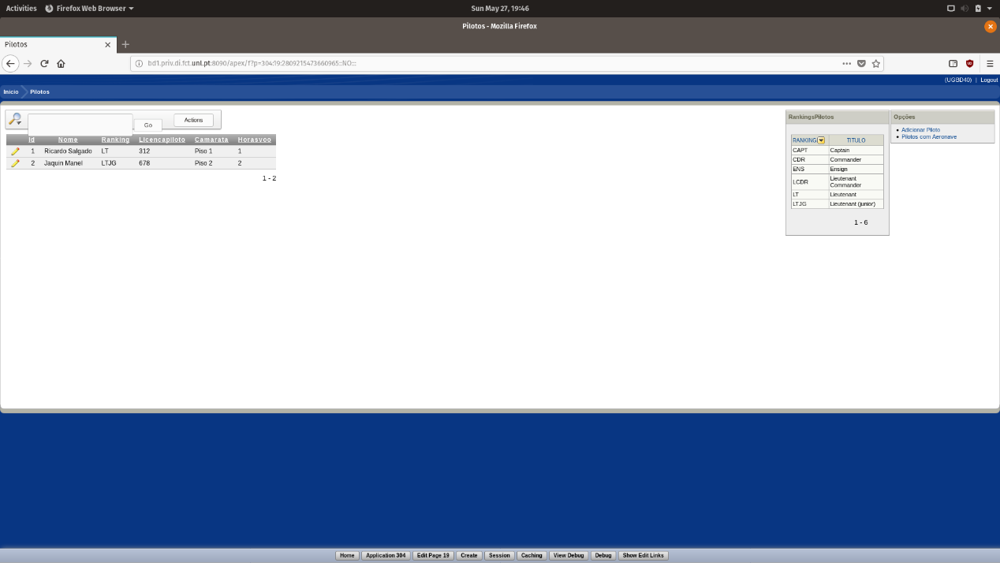 Activities Firefox Web Browser Sun May 27, 19:46
Pilotos - Mozilla Firefox
Pilotos
bd1.priv.di.fct.unl.pt:8090/apex/f?p=304:19:2809215473660965::NO:::
(UGBD40) | Logout
Inicio Pilotos
Go Actions
Id Nome Ranking Licencapiloto Camarata Horasvoo
1 Ricardo Salgado LT 312 Piso 1 1
2 Jaquin Manel LTJG 678 Piso 2 2
1 - 2
RankingsPilotos
RANKING TITULO
CAPT Captain
CDR Commander
ENS Ensign
LCDR Lieutenant
Commander
LT Lieutenant
LTJG Lieutenant (junior)
1 - 6
Opções
Adicionar Piloto
Pilotos com Aeronave
Home Application 304 Edit Page 19 Create Session Caching View Debug Debug Show Edit Links